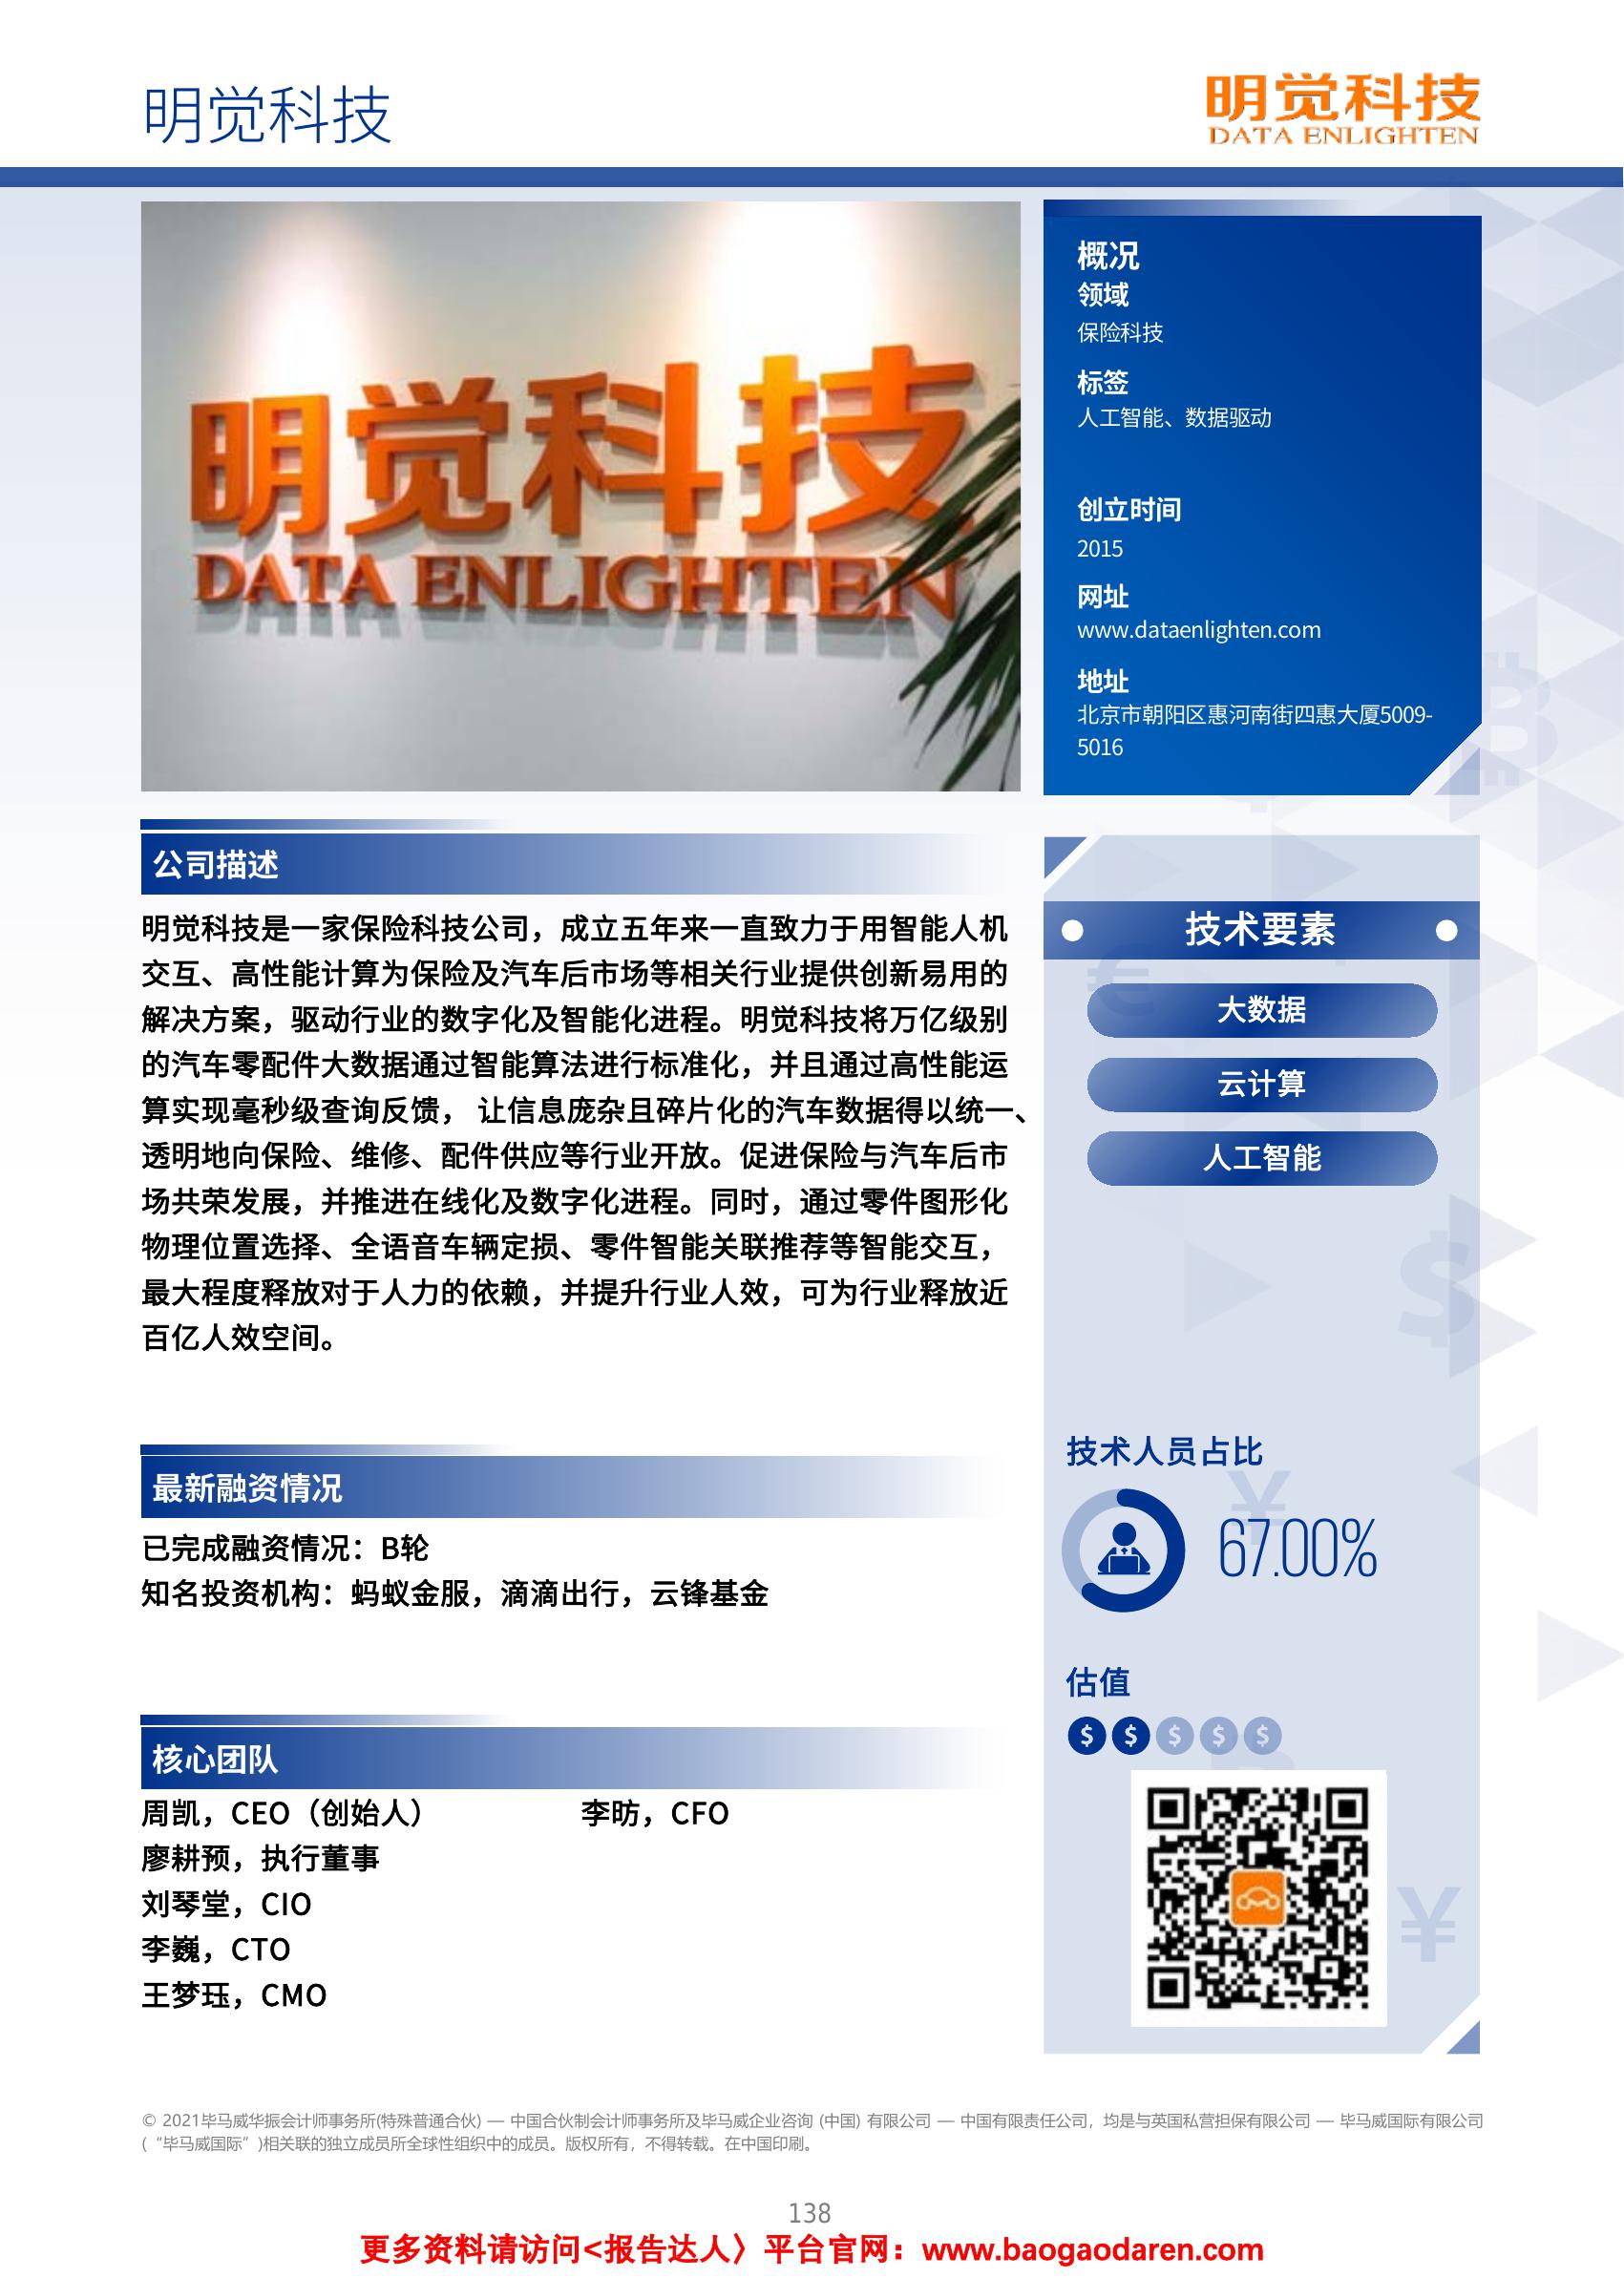 明觉科技
明觉科技
DATA ENLIGHTEN
明觉科技
DATA ENLIGHTEN
概况
领域
保险科技
标签
人工智能、数据驱动
创立时间
2015
网址
www.dataenlighten.com
地址
北京市朝阳区惠河南街四惠大厦5009-
5016
公司描述
明觉科技是一家保险科技公司，成立五年来一直致力于用智能人机
交互、高性能计算为保险及汽车后市场等相关行业提供创新易用的
解决方案，驱动行业的数字化及智能化进程。明觉科技将万亿级别
的汽车零配件大数据通过智能算法进行标准化，并且通过高性能运
算实现毫秒级查询反馈， 让信息庞杂且碎片化的汽车数据得以统一、
透明地向保险、维修、配件供应等行业开放。促进保险与汽车后市
场共荣发展，并推进在线化及数字化进程。同时，通过零件图形化
物理位置选择、全语音车辆定损、零件智能关联推荐等智能交互，
最大程度释放对于人力的依赖，并提升行业人效，可为行业释放近
百亿人效空间。
技术要素
大数据
云计算
人工智能
最新融资情况
已完成融资情况：B轮
知名投资机构：蚂蚁金服，滴滴出行，云锋基金
技术人员占比
67.00%
估值
核心团队
周凯，CEO（创始人）
廖耕预，执行董事
刘琴堂，CIO
李巍，CTO
王梦珏，CMO
李昉，CFO
© 2021毕马威华振会计师事务所(特殊普通合伙) — 中国合伙制会计师事务所及毕马威企业咨询 (中国) 有限公司 — 中国有限责任公司，均是与英国私营担保有限公司 — 毕马威国际有限公司
(“毕马威国际”)相关联的独立成员所全球性组织中的成员。版权所有，不得转载。在中国印刷。
138
更多资料请访问<报告达人〉平台官网：www.baogaodaren.com